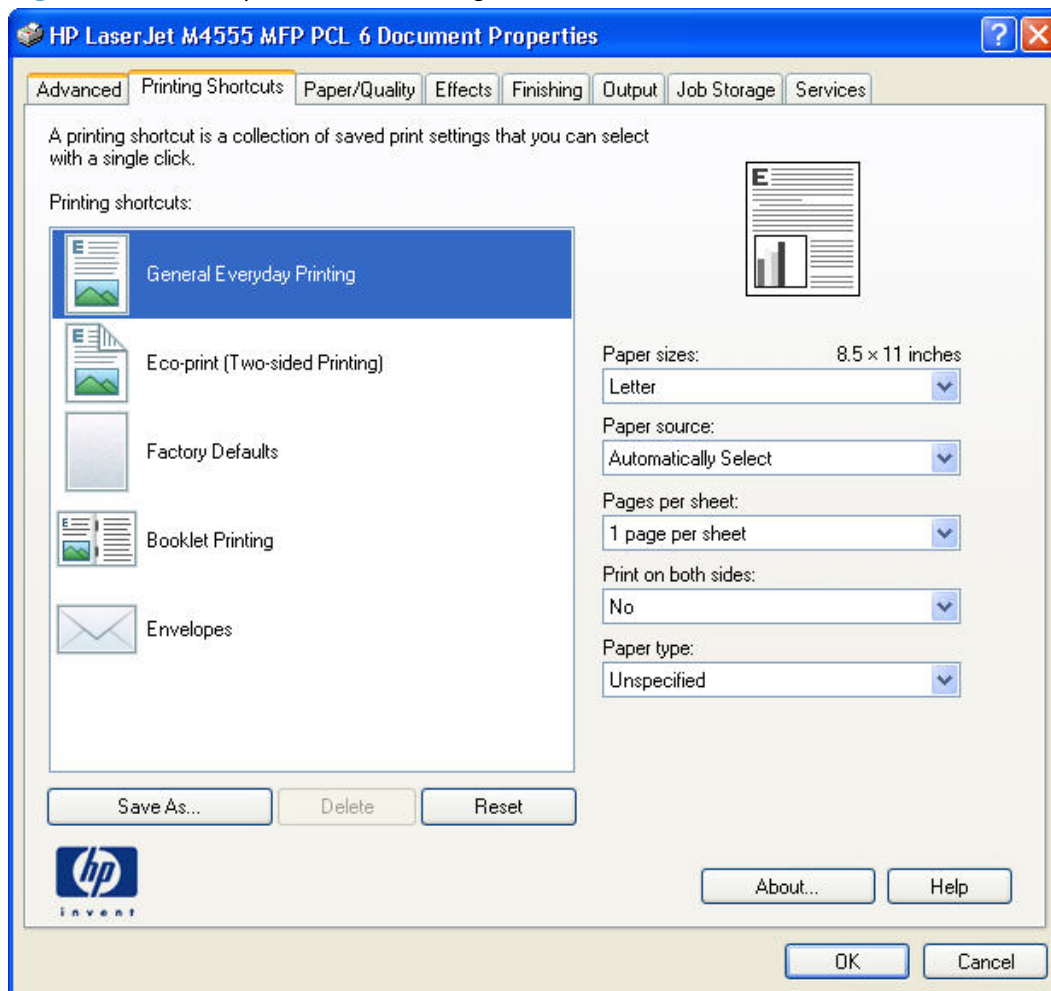 HP LaserJet M4555 MFP PCL 6 Document Properties
Advanced Printing Shortcuts Paper/Quality Effects Finishing Output Job Storage Services
A printing shortcut is a collection of saved print settings that you can select
with a single click.
Printing shortcuts:
E
General Everyday Printing
E
Eco-print (Two-sided Printing)
Factory Defaults
E
Booklet Printing
Envelopes
Save As... Delete Reset
E
Paper sizes: 8.5 × 11 inches
Letter
Paper source:
Automatically Select
Pages per sheet:
1 page per sheet
Print on both sides:
No
Paper type:
Unspecified
hp
invent
About... Help
OK Cancel